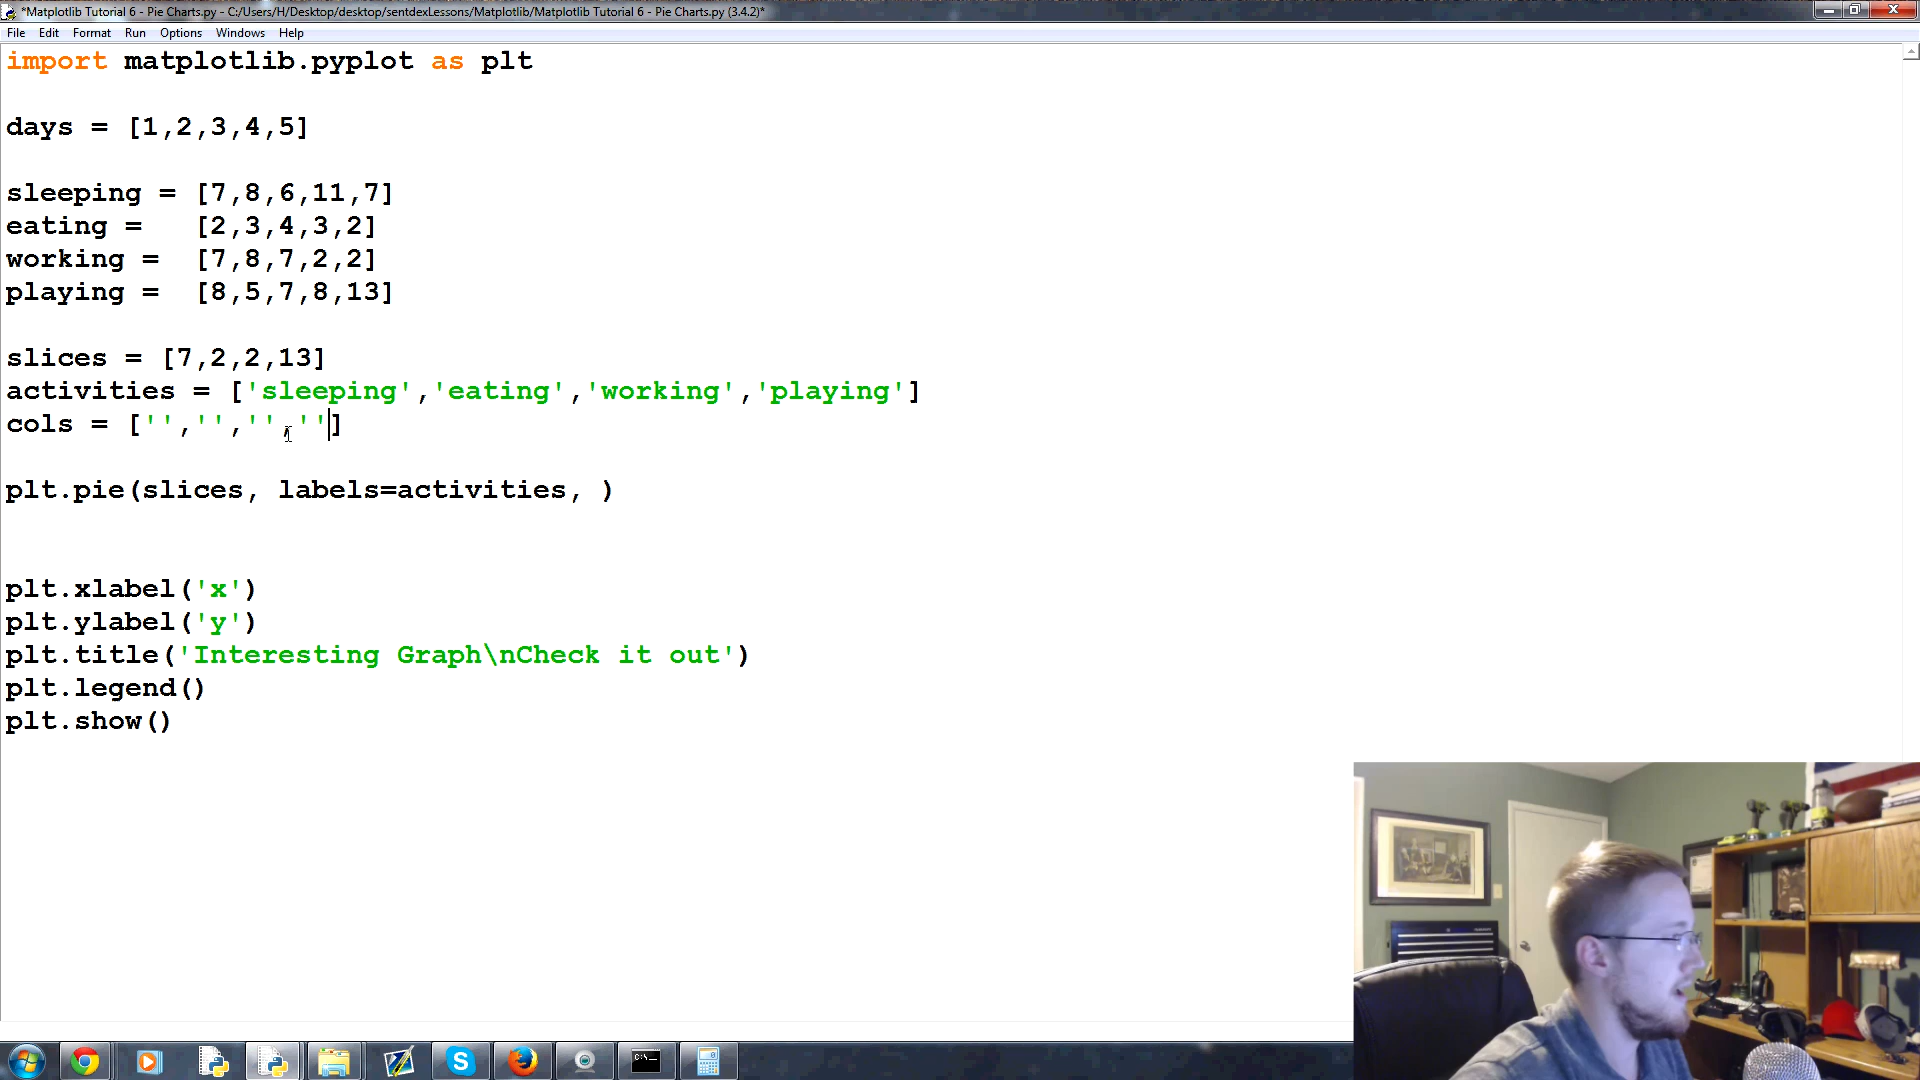 *Matplotlib Tutorial 6 - Pie Charts.py - C:/Users/H/Desktop/desktop/sentdexLessons/Matplotlib/Matplotlib Tutorial 6 - Pie Charts.py (3.4.2)*
File Edit Format Run Options Windows Help
import matplotlib.pyplot as plt
days = [1,2,3,4,5]
sleeping = [7,8,6,11,7]
eating =   [2,3,4,3,2]
working =  [7,8,7,2,2]
playing =  [8,5,7,8,13]
slices = [7,2,2,13]
activities = ['sleeping','eating','working','playing']
cols = ['','','','']
plt.pie(slices, labels=activities, )
plt.xlabel('x')
plt.ylabel('y')
plt.title('Interesting Graph\nCheck it out')
plt.legend()
plt.show()